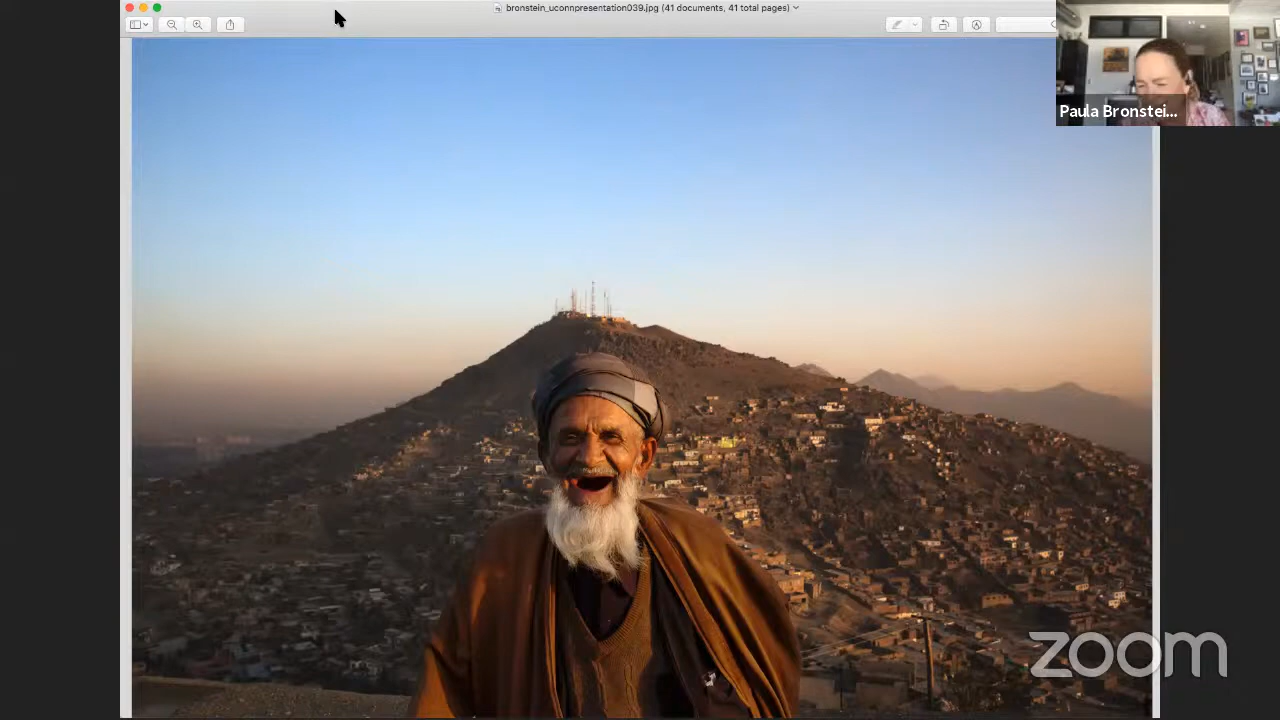 bronstein_uconnpresentation039.jpg (41 documents, 41 total pages)
Paula Bronstei...
zoom